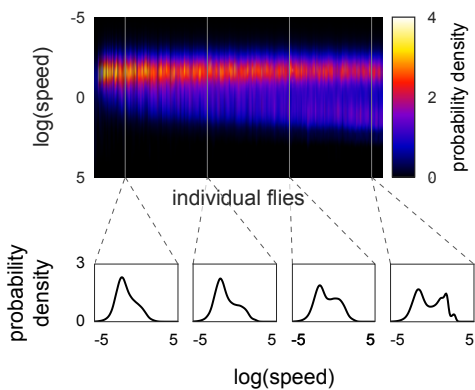 -5
0
5
log(speed)
individual flies
4
2
0
probability density
3
0
probability
density
-5 5 -5 5 -5 5 -5 5
log(speed)